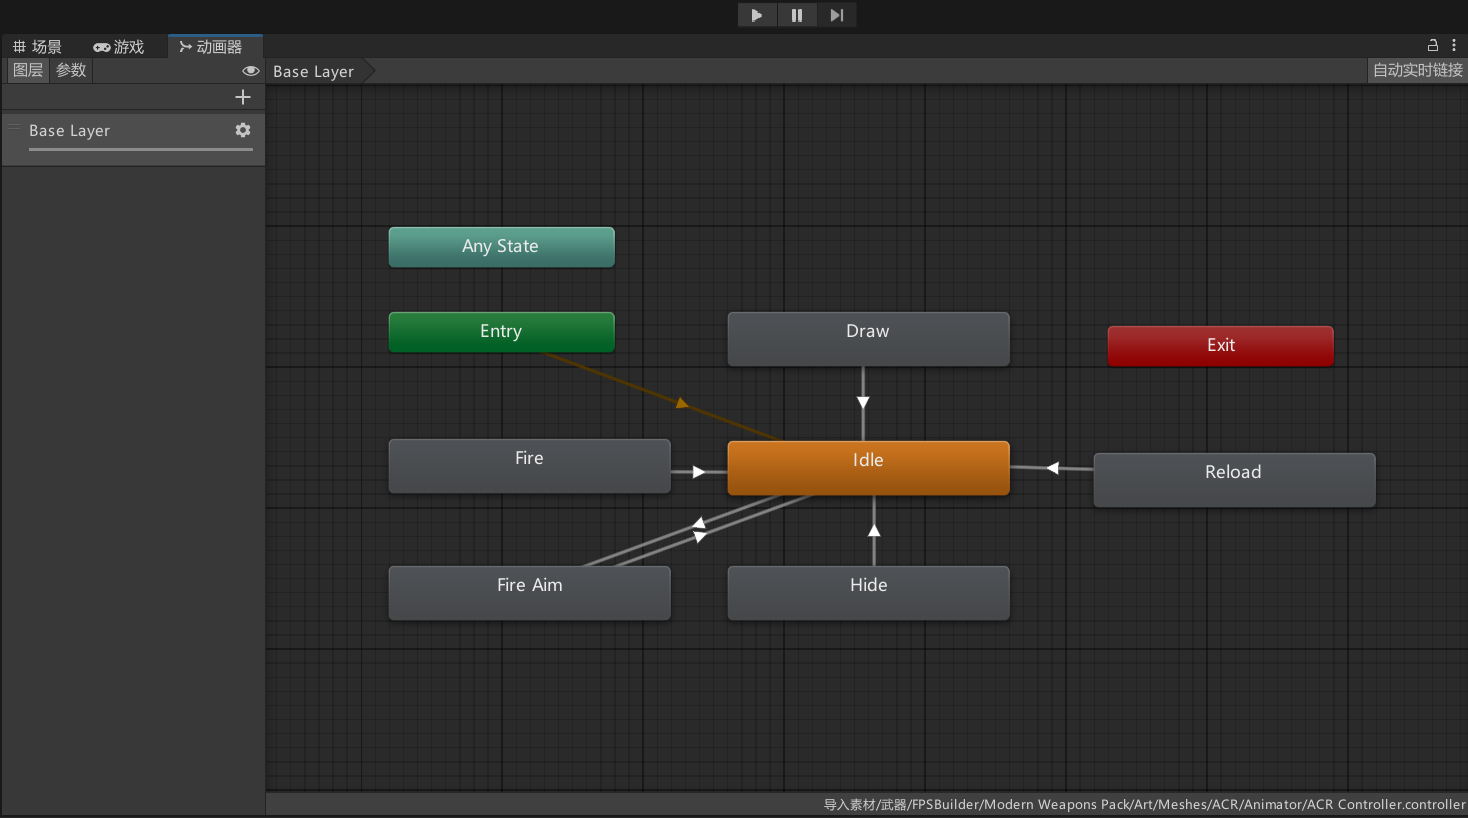 场景
游戏
动画器
图层
参数
Base Layer
自动实时链接
Base Layer
Any State
Entry
Draw
Exit
Fire
Idle
Reload
Fire Aim
Hide
导入素材/武器/FPSBuilder/Modern Weapons Pack/Art/Meshes/ACR/Animator/ACR Controller.controller